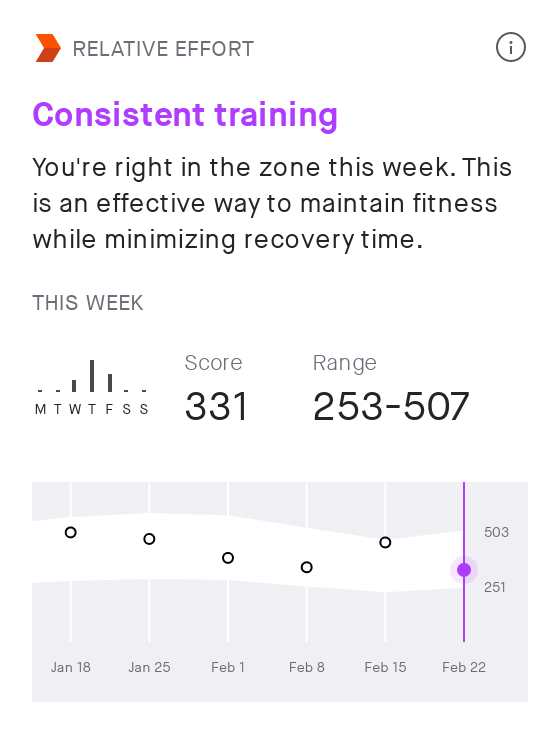 RELATIVE EFFORT
Consistent training
You're right in the zone this week. This
is an effective way to maintain fitness
while minimizing recovery time.
THIS WEEK
Score Range
331 253-507
M T W T F S S
503
251
Jan 18 Jan 25 Feb 1 Feb 8 Feb 15 Feb 22